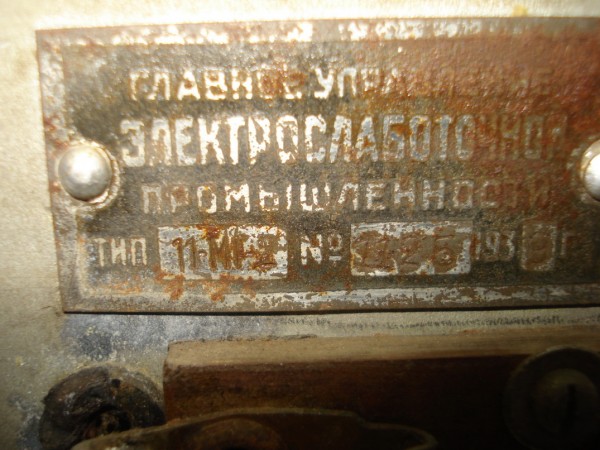 ГЛАВНОЕ УПРАВЛЕНИЕ
ЭЛЕКТРОСЛАБОТОЧНОЙ
ПРОМЫШЛЕННОСТИ
ТИП № 193 Г